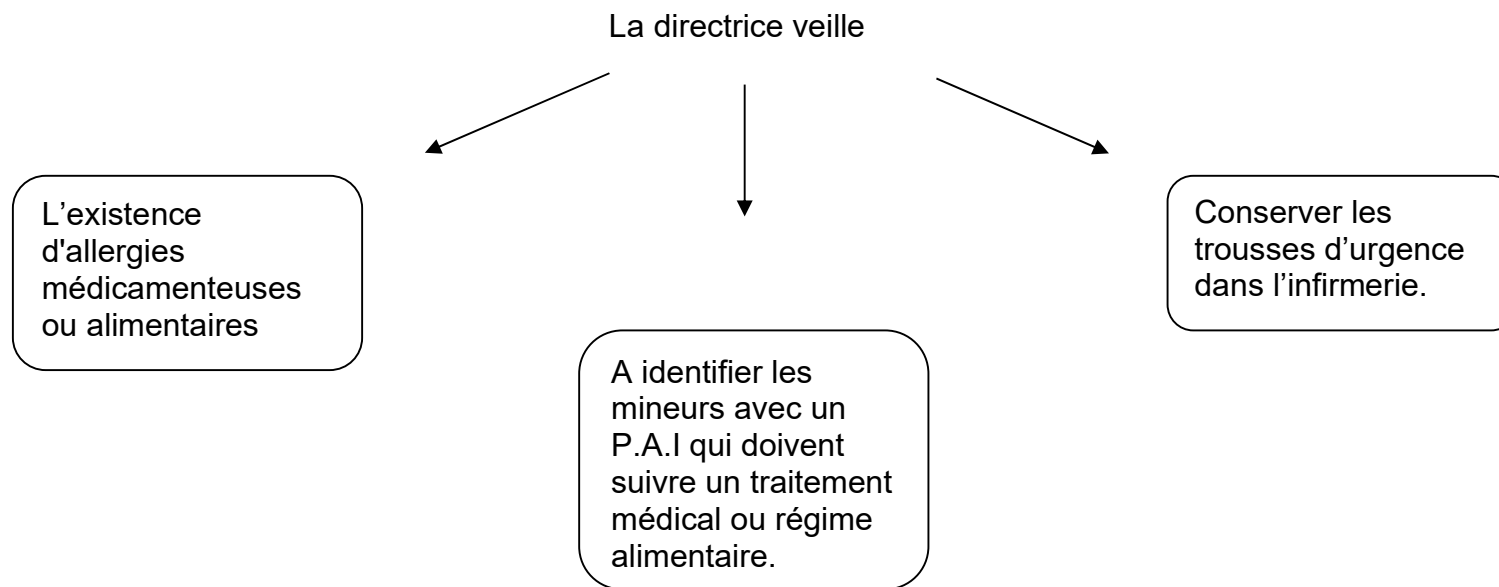 La directrice veille
L’existence
d'allergies
médicamenteuses
ou alimentaires
A identifier les
mineurs avec un
P.A.I qui doivent
suivre un traitement
médical ou régime
alimentaire.
Conserver les
trousses d’urgence
dans l’infirmerie.